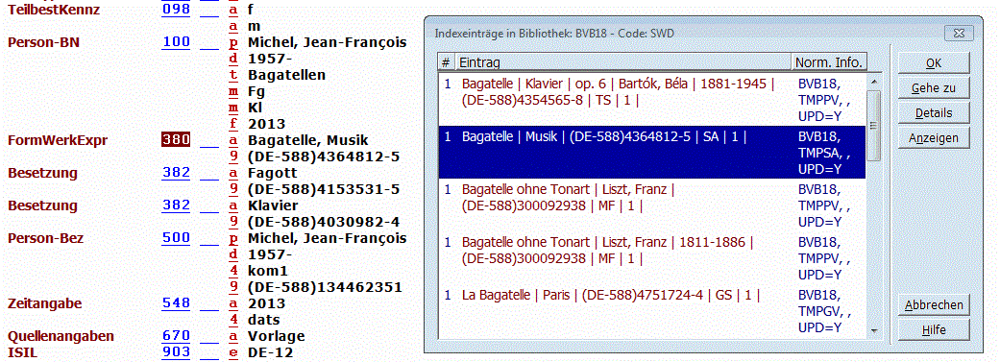 TeilbestKennz 098 __ a f
a m
Person-BN 100 __ p Michel, Jean-François
d 1957-
t Bagatellen
m Fg
m Kl
f 2013
FormWerkExpr 380 __ a Bagatelle, Musik
9 (DE-588)4364812-5
Besetzung 382 __ a Fagott
9 (DE-588)4153531-5
Besetzung 382 __ a Klavier
9 (DE-588)4030982-4
Person-Bez 500 __ p Michel, Jean-François
d 1957-
4 kom1
9 (DE-588)134462351
Zeitangabe 548 __ a 2013
4 dats
Quellenangaben 670 __ a Vorlage
ISIL 903 __ e DE-12
Indexeinträge in Bibliothek: BVB18 - Code: SWD
# Eintrag Norm. Info.
1 Bagatelle | Klavier | op. 6 | Bartók, Béla | 1881-1945 | BVB18,
(DE-588)4354565-8 | TS | 1 | TMPPV, ,
UPD=Y
1 Bagatelle | Musik | (DE-588)4364812-5 | SA | 1 | BVB18,
TMPSA, ,
UPD=Y
1 Bagatelle ohne Tonart | Liszt, Franz | BVB18,
(DE-588)300092938 | MF | 1 | TMPPV, ,
UPD=Y
1 Bagatelle ohne Tonart | Liszt, Franz | 1811-1886 | BVB18,
(DE-588)300092938 | MF | 1 | TMPPV, ,
UPD=Y
1 La Bagatelle | Paris | (DE-588)4751724-4 | GS | 1 | BVB18,
TMPGV, ,
UPD=Y
OK
Gehe zu
Details
Anzeigen
Abbrechen
Hilfe